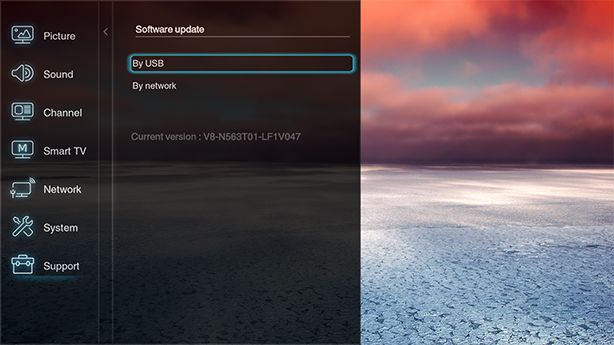 Picture
Sound
Channel
M
Smart TV
Network
System
Support
Software update
By USB
By network
Current version : V8-N563T01-LF1V047